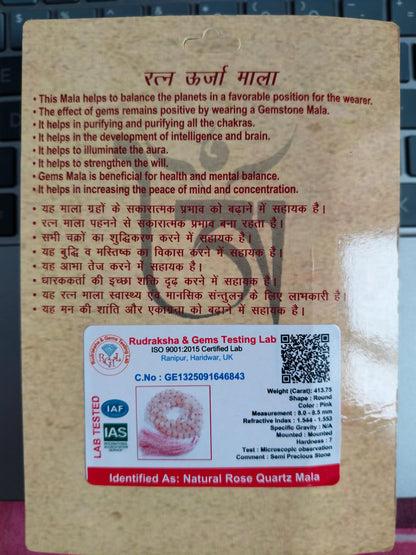 रत्न ऊर्जा माला
• This Mala helps to balance the planets in a favorable position for the wearer.
• The effect of gems remains positive by wearing a Gemstone Mala.
• It helps in purifying and purifying all the chakras.
• It helps in the development of intelligence and brain.
• It helps to illuminate the aura.
• It helps to strengthen the will.
• Gems Mala is beneficial for health and mental balance.
• It helps in increasing the peace of mind and concentration.
• यह माला ग्रहों के सकारात्मक प्रभाव को बढ़ाने में सहायक है।
• रत्न माला पहनने से सकारात्मक प्रभाव बना रहता है।
• सभी चक्रों का शुद्धिकरण करने में सहायक है।
• यह बुद्धि व मस्तिष्क का विकास करने में सहायक है।
• यह आभा तेज करने में सहायक है।
• धारककर्ता की इच्छा शक्ति दृढ़ करने में सहायक है।
• यह रत्न माला स्वास्थ्य एवं मानसिक सन्तुलन के लिए लाभकारी है।
• यह मन की शांति और एकाग्रता को बढ़ाने में सहायक है।
Rudraksha & Gems Testing Lab
ISO 9001:2015 Certified Lab
Ranipur, Haridwar, UK
C.No : GE1325091646843
LAB TESTED
IAF
IAS
Weight (Carat): 413.75
Shape : Round
Color : Pink
Measurement : 8.0 - 8.5 mm
Refractive Index : 1.544 - 1.553
Specific Gravity : N/A
Mounted : Mounted
Hardness : 7
Test : Microscopic observation
Comment : Semi Precious Stone
Identified As: Natural Rose Quartz Mala